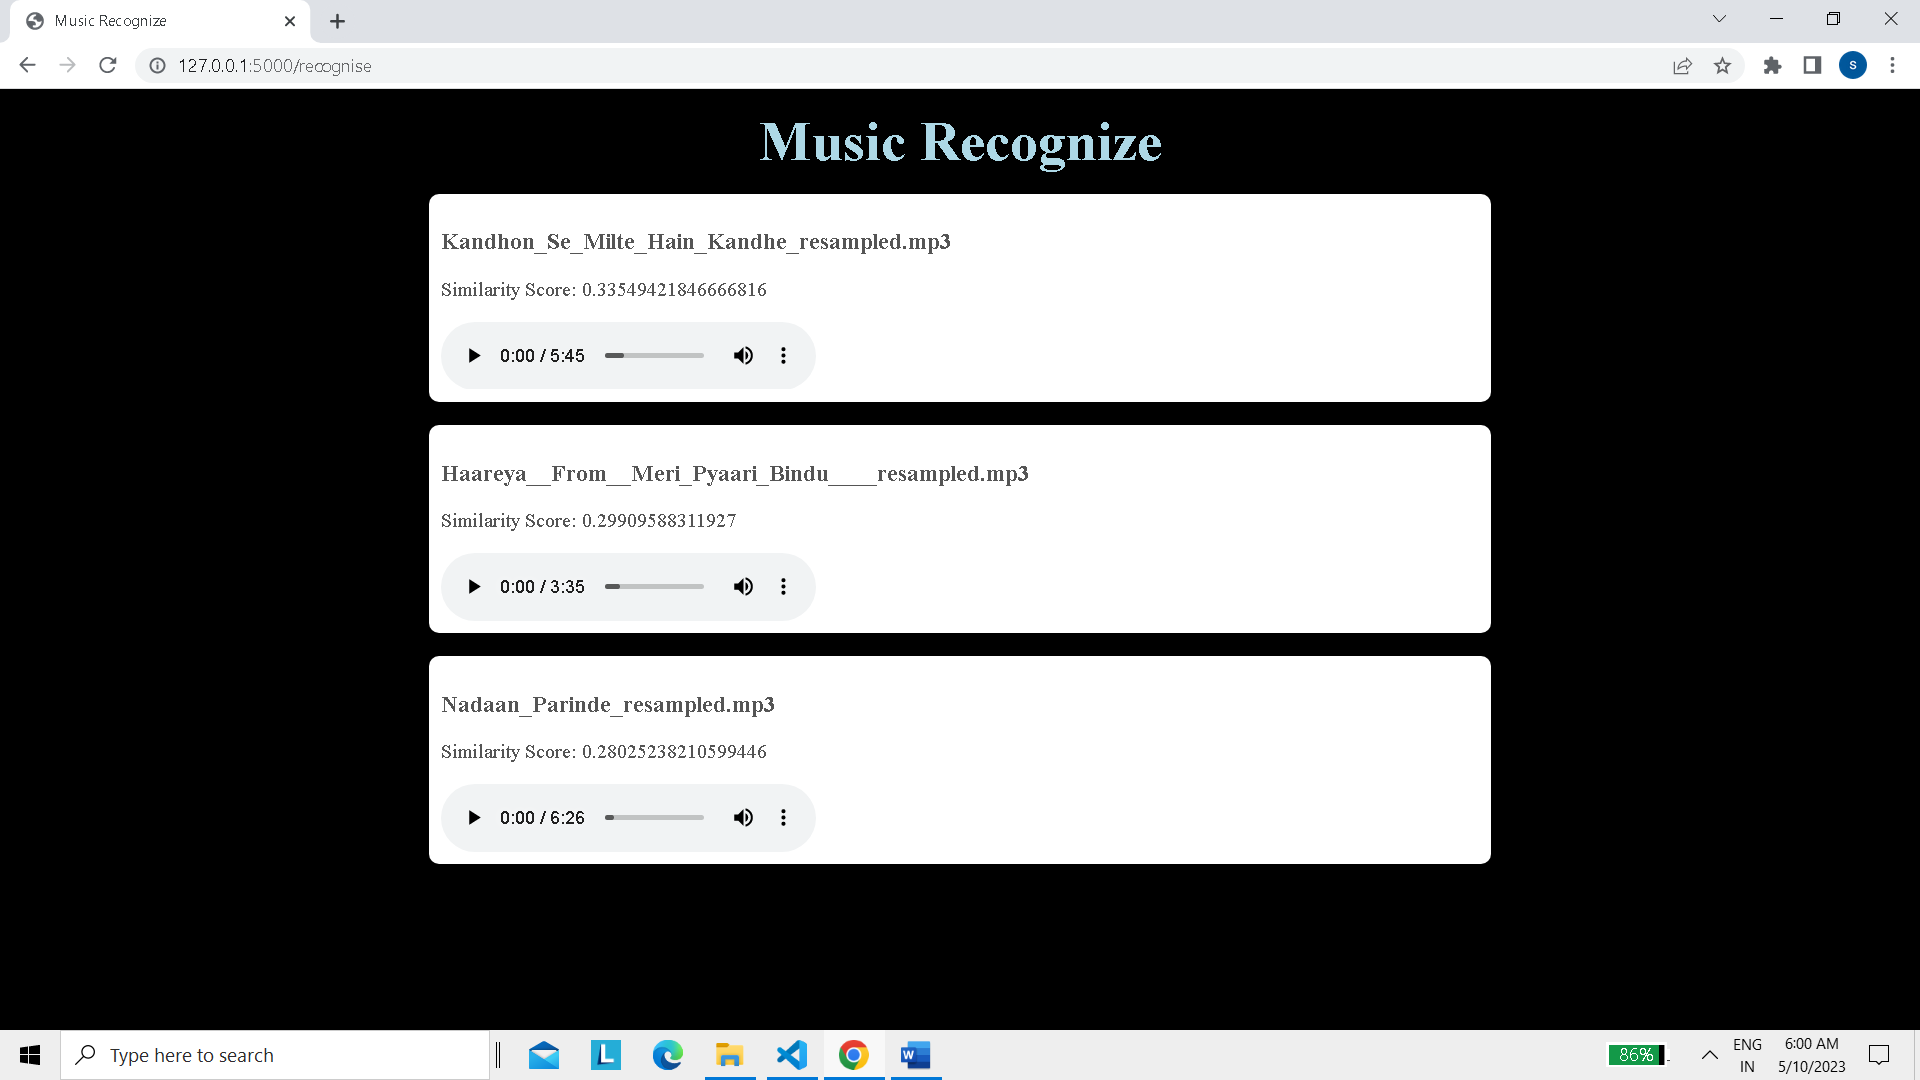 Music Recognize
127.0.0.1:5000/recognise
S
Music Recognize
Kandhon_Se_Milte_Hain_Kandhe_resampled.mp3
Similarity Score: 0.33549421846666816
0:00 / 5:45
Haareya__From__Meri_Pyaari_Bindu____resampled.mp3
Similarity Score: 0.29909588311927
0:00 / 3:35
Nadaan_Parinde_resampled.mp3
Similarity Score: 0.28025238210599446
0:00 / 6:26
Type here to search
L
W
86%
ENG
IN
6:00 AM
5/10/2023